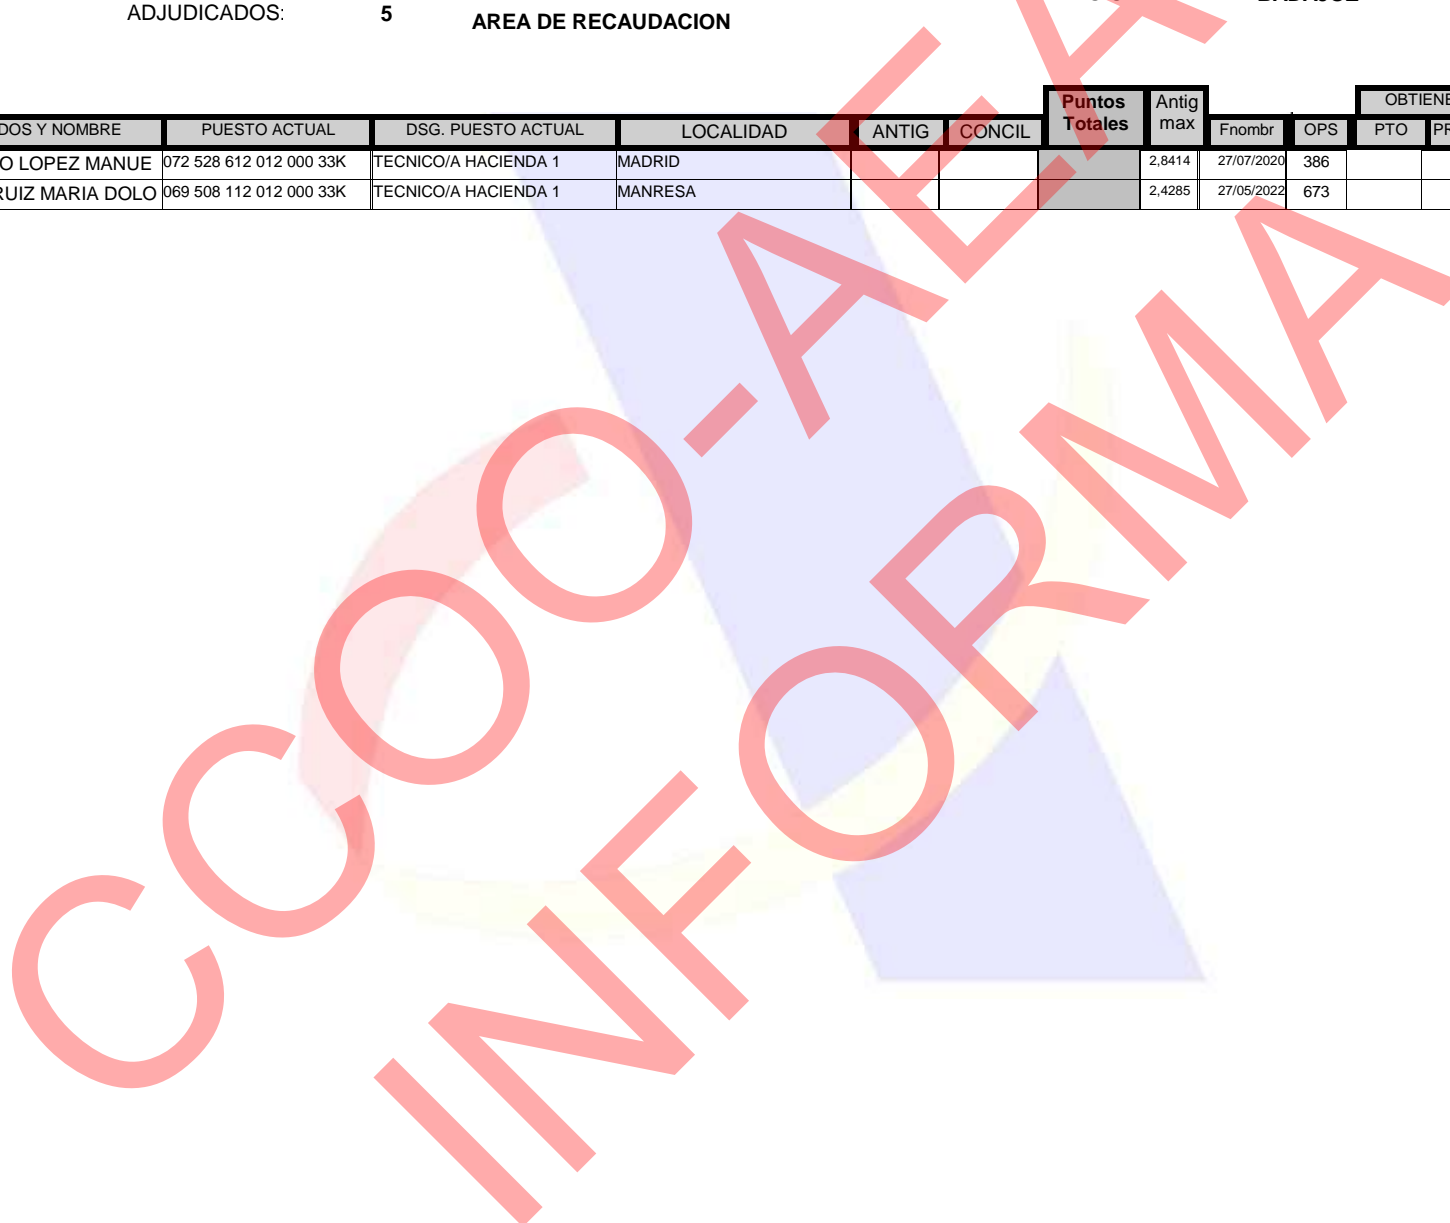 ADJUDICADOS: 5 AREA DE RECAUDACION
Puntos Totales Antig max OBTIENE
DOS Y NOMBRE PUESTO ACTUAL DSG. PUESTO ACTUAL LOCALIDAD ANTIG CONCIL Fnombr OPS PTO PR
O LOPEZ MANUE 072 528 612 012 000 33K TECNICO/A HACIENDA 1 MADRID 2,8414 27/07/2020 386
RUIZ MARIA DOLO 069 508 112 012 000 33K TECNICO/A HACIENDA 1 MANRESA 2,4285 27/05/2022 673
CCOO-AEA
INFORMA